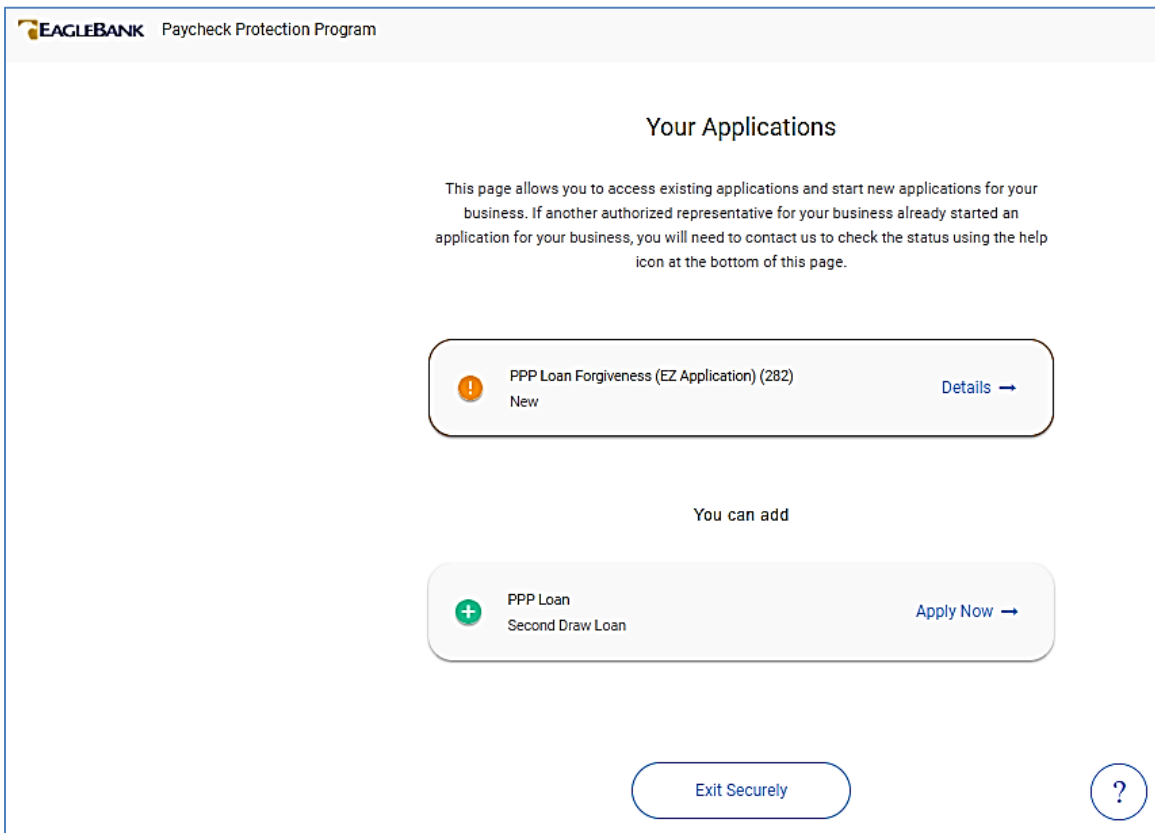 EAGLEBANK Paycheck Protection Program
Your Applications
This page allows you to access existing applications and start new applications for your
business. If another authorized representative for your business already started an
application for your business, you will need to contact us to check the status using the help
icon at the bottom of this page.
PPP Loan Forgiveness (EZ Application) (282)
New
Details →
You can add
PPP Loan
Second Draw Loan
Apply Now →
Exit Securely
?